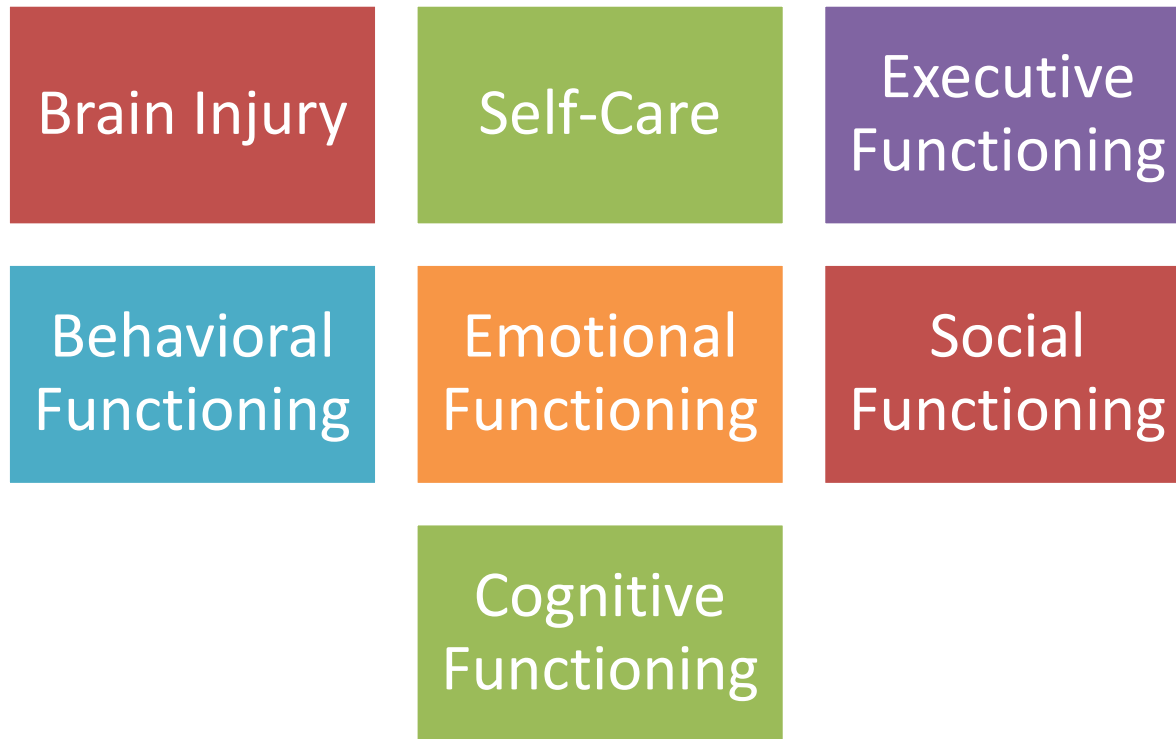 Brain Injury
Self-Care
Executive
Functioning
Behavioral
Functioning
Emotional
Functioning
Social
Functioning
Cognitive
Functioning